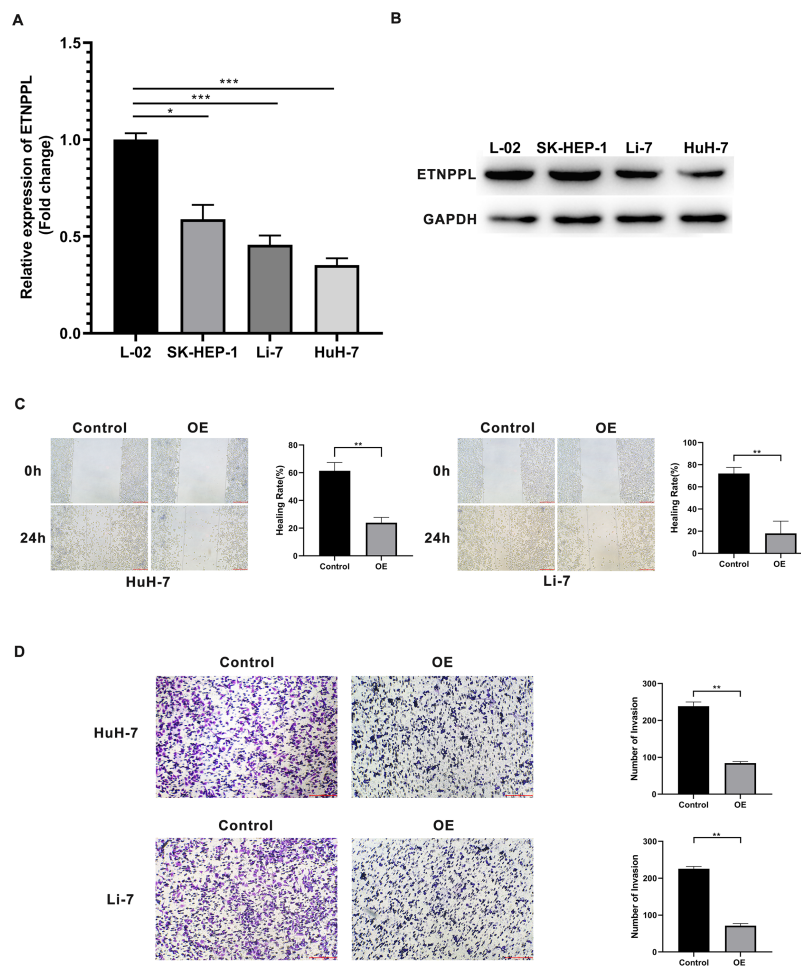 A
Relative expression of ETNPPL
(Fold change)
1.5
1.0
0.5
0.0
***
***
*
L-02 SK-HEP-1 Li-7 HuH-7
B
L-02 SK-HEP-1 Li-7 HuH-7
ETNPPL
GAPDH
C
Control OE
0h
24h
HuH-7
Healing Rate(%)
80
60
40
20
0
**
Control OE
Control OE
0h
24h
Li-7
Healing Rate(%)
100
80
60
40
20
0
**
Control OE
D
Control OE
HuH-7
Number of Invasion
300
200
100
0
**
Control OE
Control OE
Li-7
Number of Invasion
300
200
100
0
**
Control OE